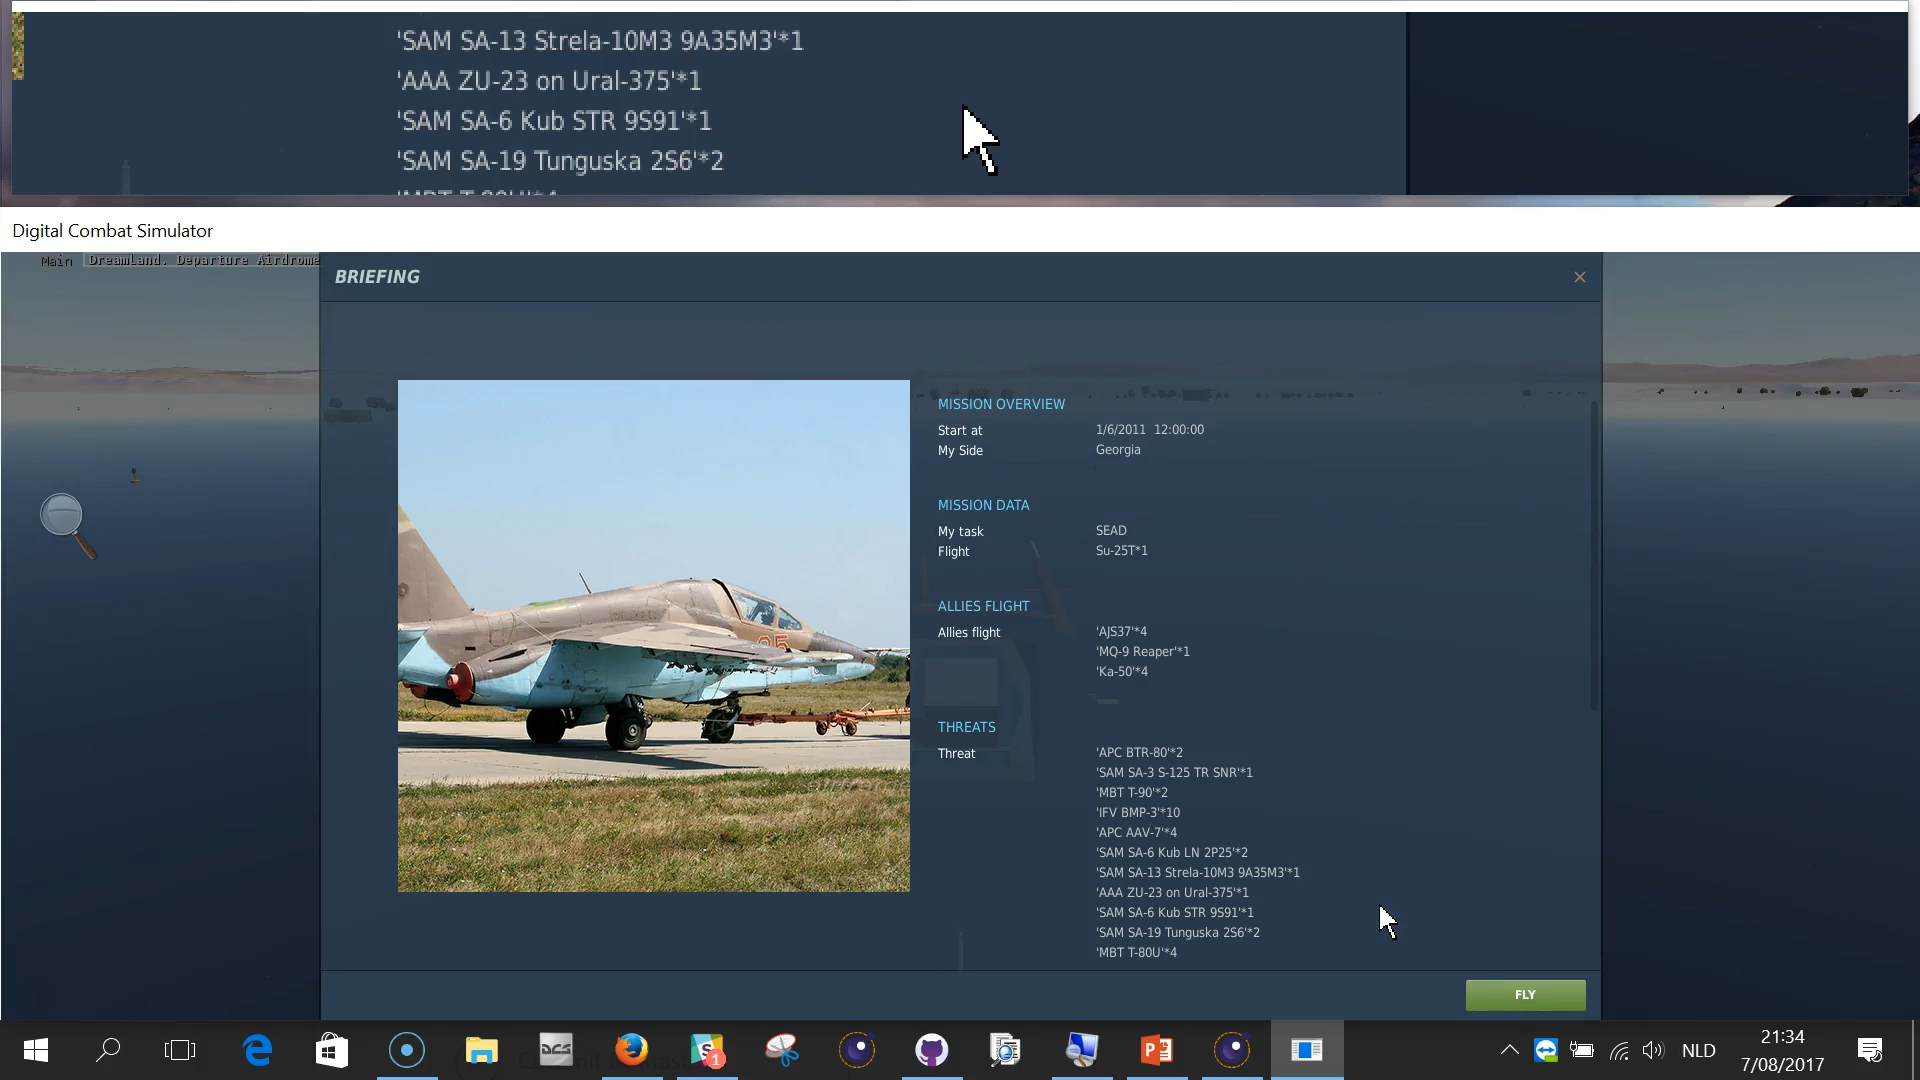 'SAM SA-13 Strela-10M3 9A35M3'*1
'AAA ZU-23 on Ural-375'*1
'SAM SA-6 Kub STR 9S91'*1
'SAM SA-19 Tunguska 2S6'*2
'MBT T-80U'*4
Digital Combat Simulator
Main Dreamland. Departure Airdrome
BRIEFING
MISSION OVERVIEW
Start at 1/6/2011 12:00:00
My Side Georgia
MISSION DATA
My task SEAD
Flight Su-25T*1
ALLIES FLIGHT
Allies flight 'AJS37'*4
'MQ-9 Reaper'*1
'Ka-50'*4
THREATS
Threat 'APC BTR-80'*2
'SAM SA-3 S-125 TR SNR'*1
'MBT T-90'*2
'IFV BMP-3'*10
'APC AAV-7'*4
'SAM SA-6 Kub LN 2P25'*2
'SAM SA-13 Strela-10M3 9A35M3'*1
'AAA ZU-23 on Ural-375'*1
'SAM SA-6 Kub STR 9S91'*1
'SAM SA-19 Tunguska 2S6'*2
'MBT T-80U'*4
FLY
DCS
1
NLD
21:34
7/08/2017